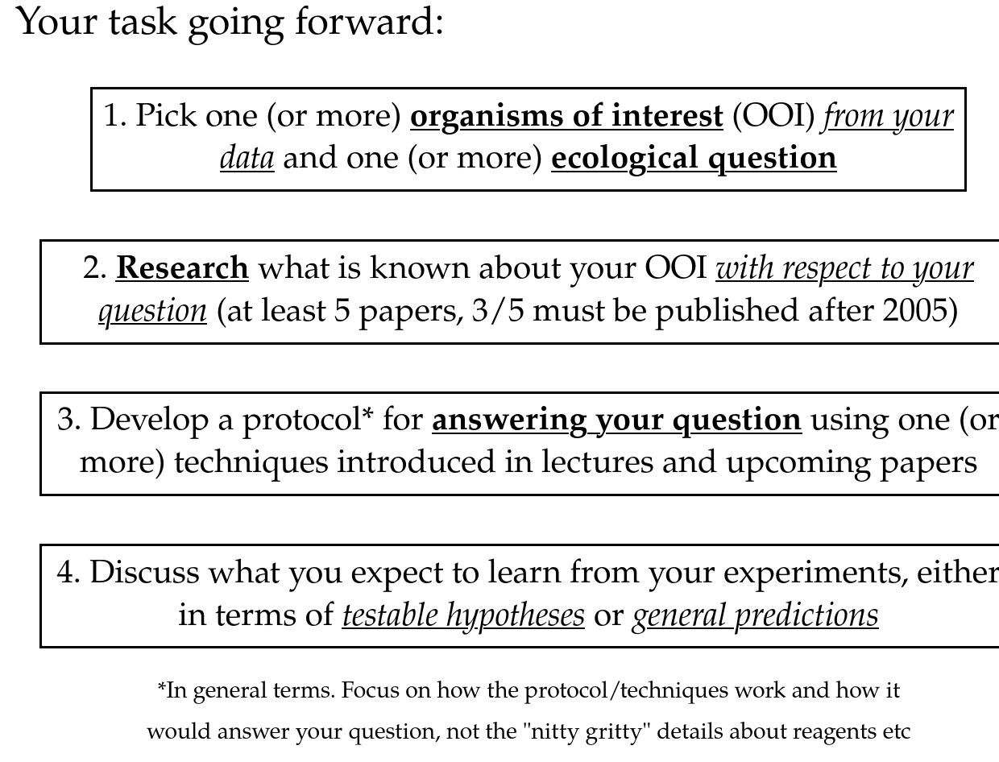 Your task going forward:
1. Pick one (or more) organisms of interest (OOI) from your
data and one (or more) ecological question
2. Research what is known about your OOI with respect to your
question (at least 5 papers, 3/5 must be published after 2005)
3. Develop a protocol* for answering your question using one (or
more) techniques introduced in lectures and upcoming papers
4. Discuss what you expect to learn from your experiments, either
in terms of testable hypotheses or general predictions
*In general terms. Focus on how the protocol/techniques work and how it
would answer your question, not the "nitty gritty" details about reagents etc